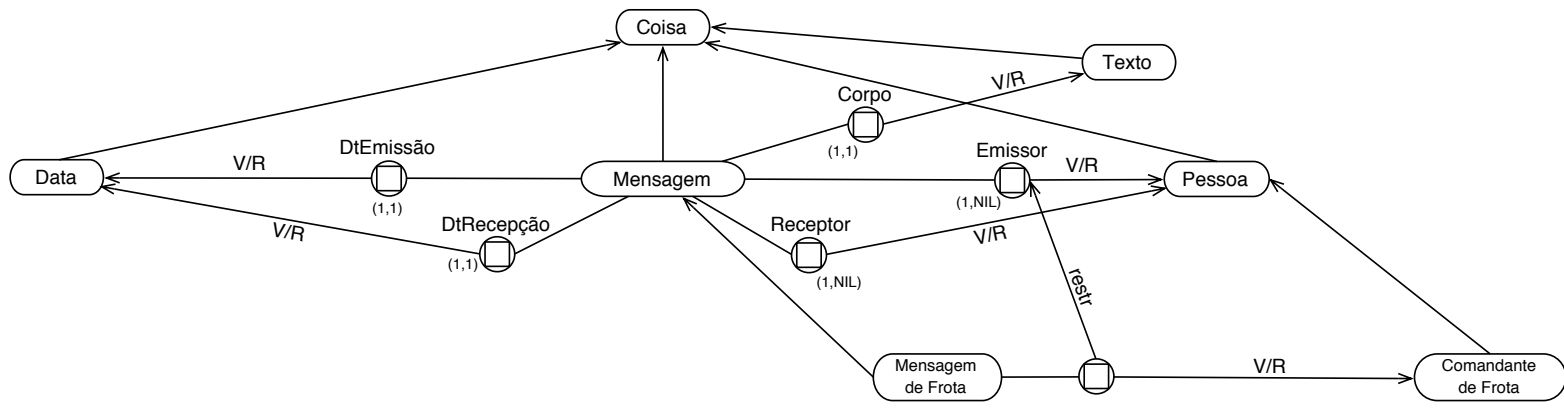 Coisa
Texto
V/R
Corpo
(1,1)
DtEmissão
V/R
Emissor
V/R
Data
Mensagem
Pessoa
(1,1)
(1,NIL)
DtRecepção
Receptor
V/R
V/R
(1,1)
(1,NIL)
restr
Mensagem
de Frota
V/R
Comandante
de Frota